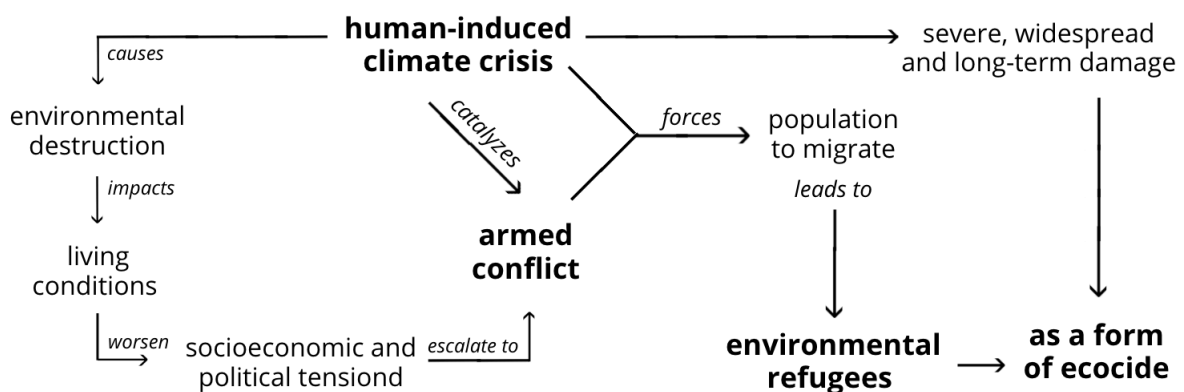 human-induced
climate crisis
causes
severe, widespread
and long-term damage
environmental
destruction
catalyzes
forces
population
to migrate
impacts
leads to
living
conditions
armed
conflict
worsen
socioeconomic and
political tensiond
escalate to
environmental
refugees
as a form
of ecocide